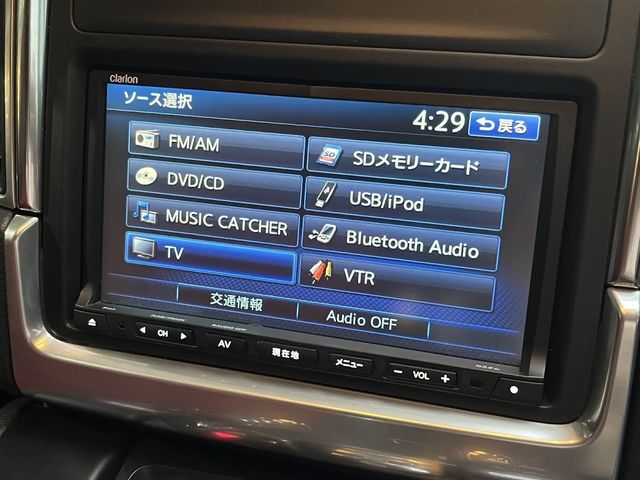 clarion
ソース選択
4:29
戻る
FM/AM
SDメモリーカード
DVD/CD
USB/iPod
MUSIC CATCHER
Bluetooth Audio
TV
VTR
交通情報
Audio OFF
CH
AV
現在地
メニュー
− VOL +